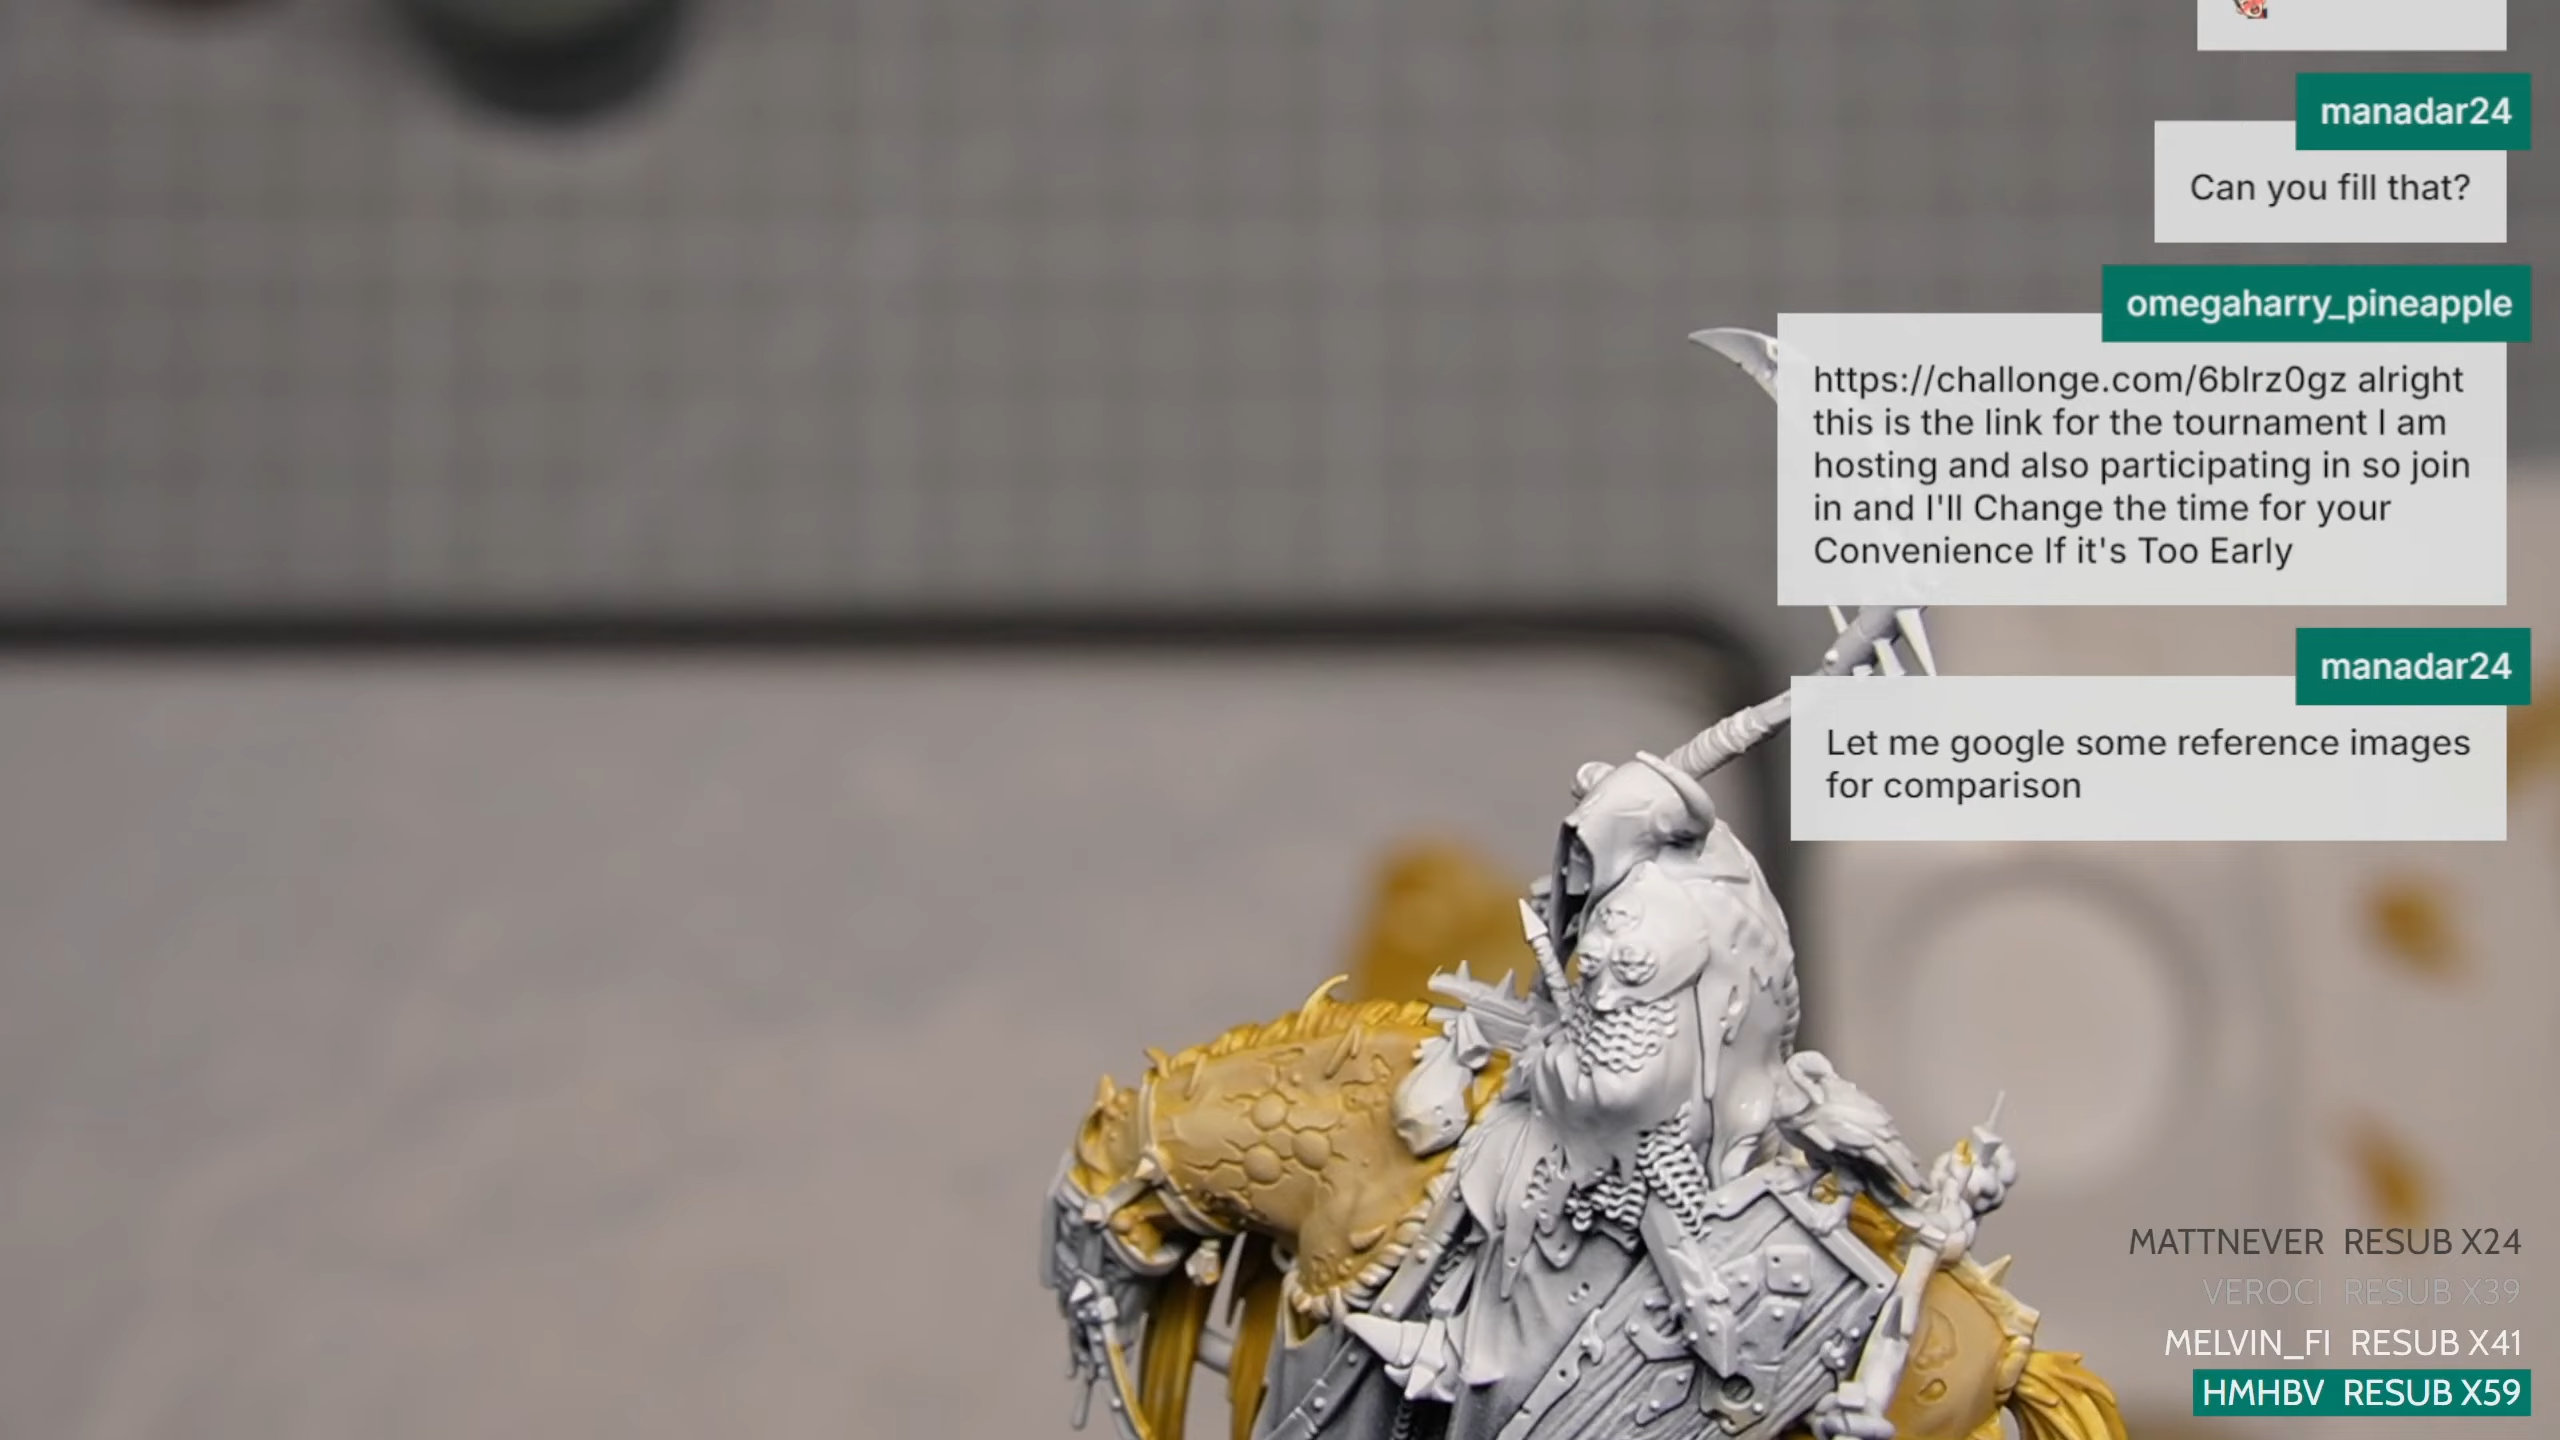 manadar24
Can you fill that?
omegaharry_pineapple
https://challonge.com/6blrz0gz alright
this is the link for the tournament I am
hosting and also participating in so join
in and I'll Change the time for your
Convenience If it's Too Early
manadar24
Let me google some reference images
for comparison
MATTNEVER RESUB X24
VEROCI RESUB X39
MELVIN_FI RESUB X41
HMHBV RESUB X59